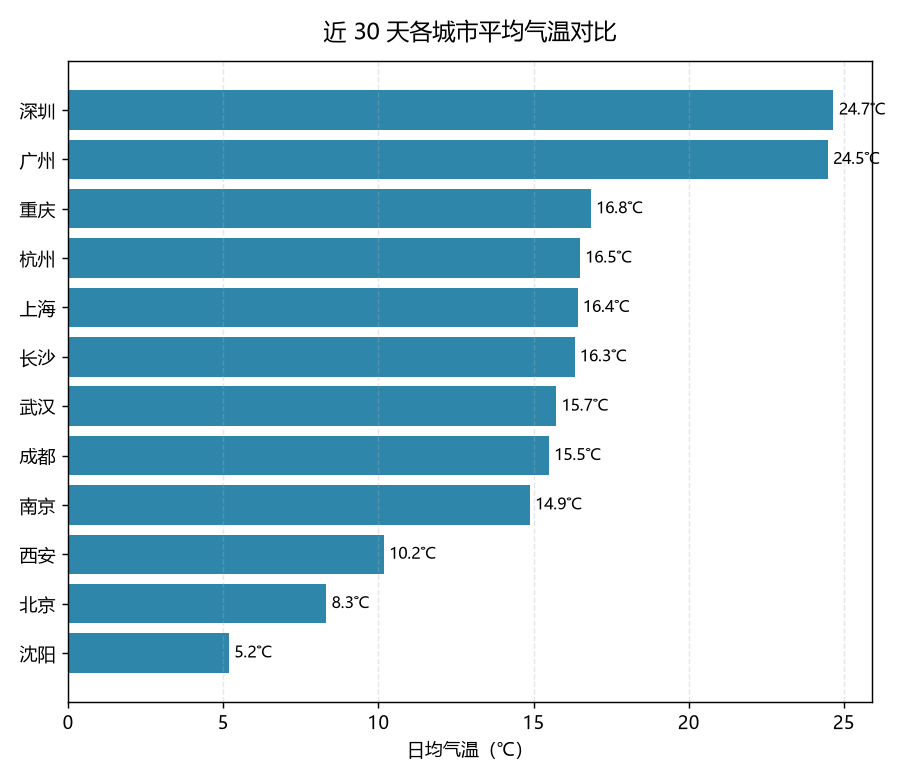 近 30 天各城市平均气温对比
深圳 24.7℃
广州 24.5℃
重庆 16.8℃
杭州 16.5℃
上海 16.4℃
长沙 16.3℃
武汉 15.7℃
成都 15.5℃
南京 14.9℃
西安 10.2℃
北京 8.3℃
沈阳 5.2℃
0 5 10 15 20 25
日均气温（℃）